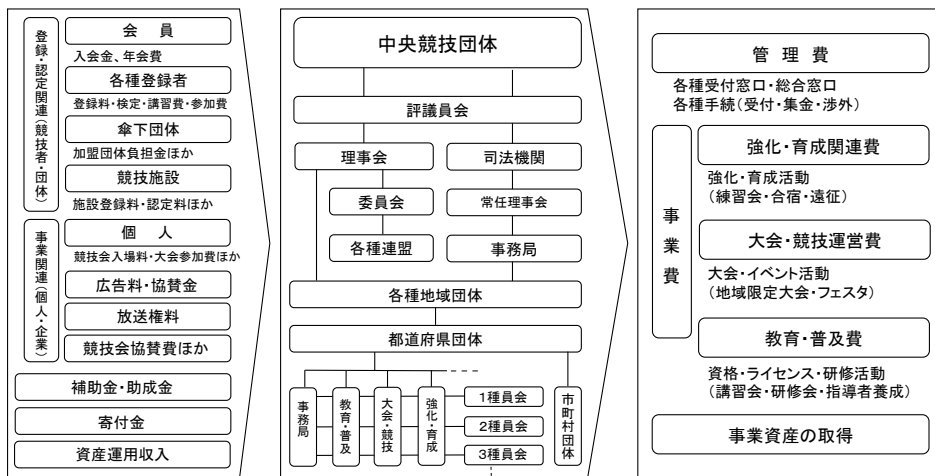 登録・認定関連(競技者・団体)
会員
入会金、年会費
各種登録者
登録料・検定・講習費・参加費
傘下団体
加盟団体負担金ほか
競技施設
施設登録料・認定料ほか
事業関連(個人・企業)
個人
競技会入場料・大会参加費ほか
広告料・協賛金
放送権料
競技会協賛費ほか
補助金・助成金
寄付金
資産運用収入
中央競技団体
評議員会
理事会
司法機関
委員会
常任理事会
各種連盟
事務局
各種地域団体
都道府県団体
事務局
教育・普及
大会・競技
強化・育成
1種員会
2種員会
3種員会
市町村団体
管理費
各種受付窓口・総合窓口
各種手続(受付・集金・渉外)
事業費
強化・育成関連費
強化・育成活動
(練習会・合宿・遠征)
大会・競技運営費
大会・イベント活動
(地域限定大会・フェスタ)
教育・普及費
資格・ライセンス・研修活動
(講習会・研修会・指導者養成)
事業資産の取得